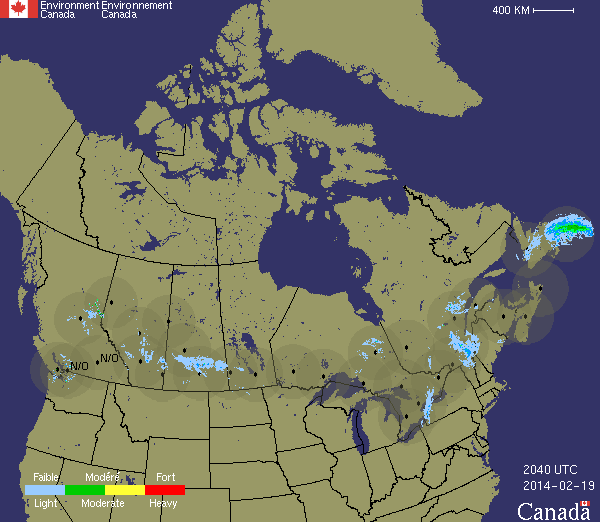 Environment Environnement
Canada Canada
400 KM
N/O
N/O
Faible Modéré Fort
Light Moderate Heavy
2040 UTC
2014-02-19
Canada